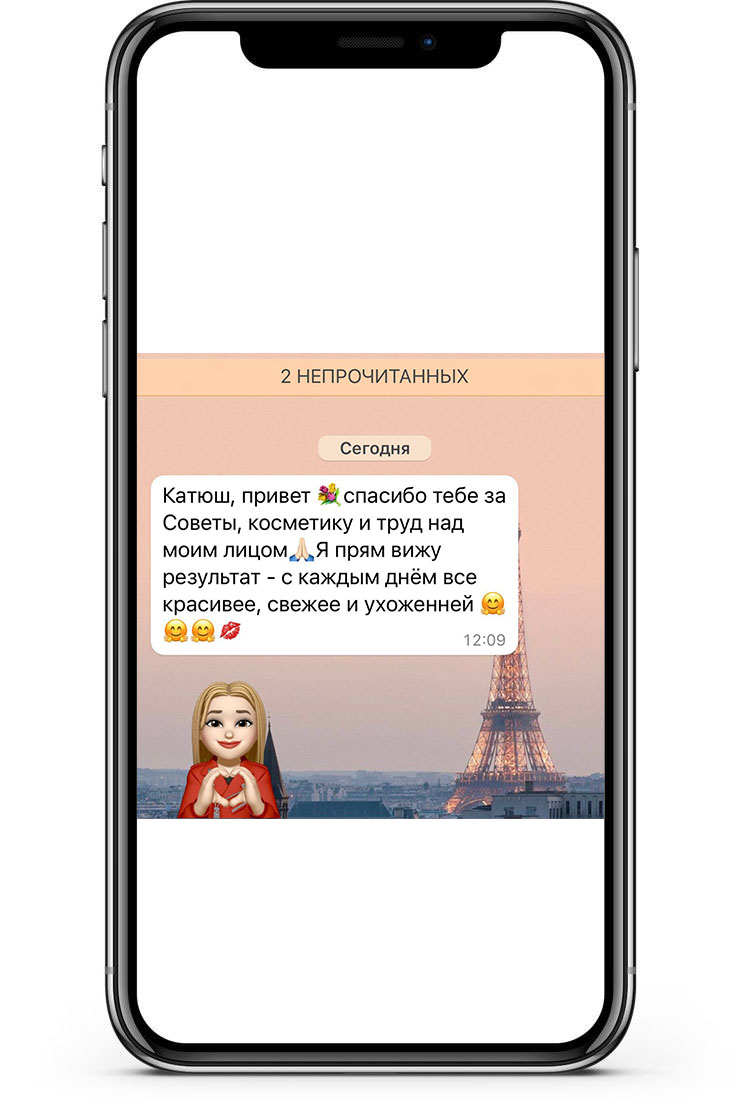 2 НЕПРОЧИТАННЫХ
Сегодня
Катюш, привет 💐спасибо тебе за
Советы, косметику и труд над
моим лицом🙏🏻Я прям вижу
результат - с каждым днём все
красивее, свежее и ухоженней 🤗
🤗🤗💋
12:09